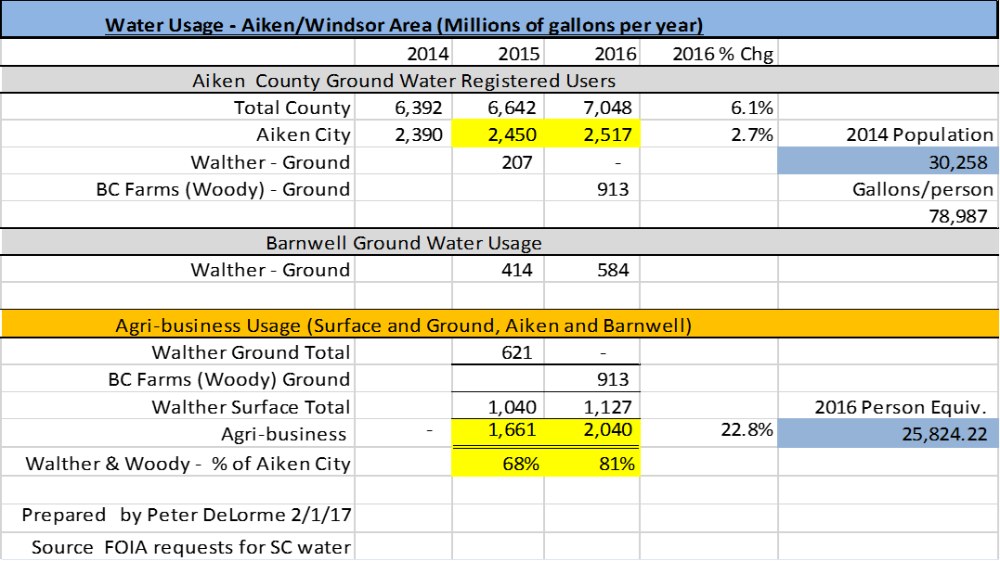 Water Usage - Aiken/Windsor Area (Millions of gallons per year)
2014 2015 2016 2016 % Chg
Aiken County Ground Water Registered Users
Total County 6,392 6,642 7,048 6.1%
Aiken City 2,390 2,450 2,517 2.7% 2014 Population
Walther - Ground 207 - 30,258
BC Farms (Woody) - Ground 913 Gallons/person
78,987
Barnwell Ground Water Usage
Walther - Ground 414 584
Agri-business Usage (Surface and Ground, Aiken and Barnwell)
Walther Ground Total 621 -
BC Farms (Woody) Ground 913
Walther Surface Total 1,040 1,127 2016 Person Equiv.
Agri-business - 1,661 2,040 22.8% 25,824.22
Walther & Woody - % of Aiken City 68% 81%
Prepared by Peter DeLorme 2/1/17
Source FOIA requests for SC water